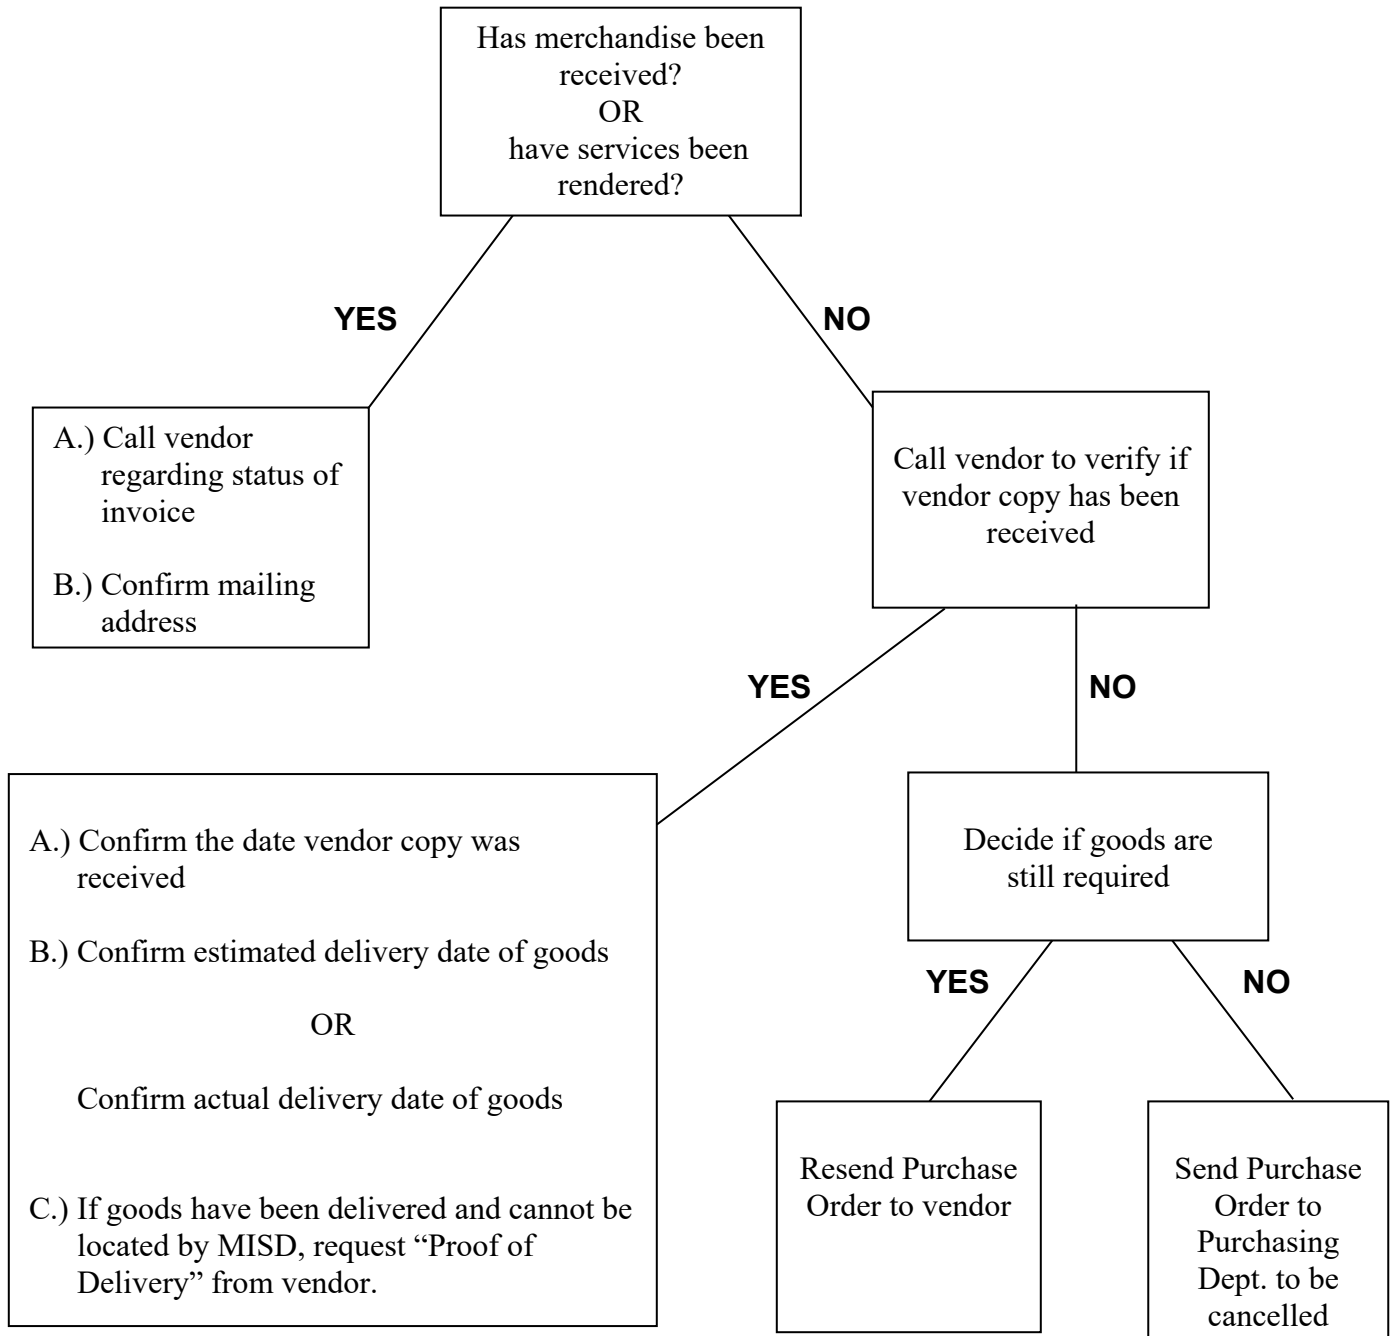 Has merchandise been
received?
OR
have services been
rendered?
YES
NO
A.) Call vendor
regarding status of
invoice
B.) Confirm mailing
address
Call vendor to verify if
vendor copy has been
received
YES
NO
A.) Confirm the date vendor copy was
received
B.) Confirm estimated delivery date of goods
OR
Confirm actual delivery date of goods
C.) If goods have been delivered and cannot be
located by MISD, request “Proof of
Delivery” from vendor.
Decide if goods are
still required
YES
NO
Resend Purchase
Order to vendor
Send Purchase
Order to
Purchasing
Dept. to be
cancelled